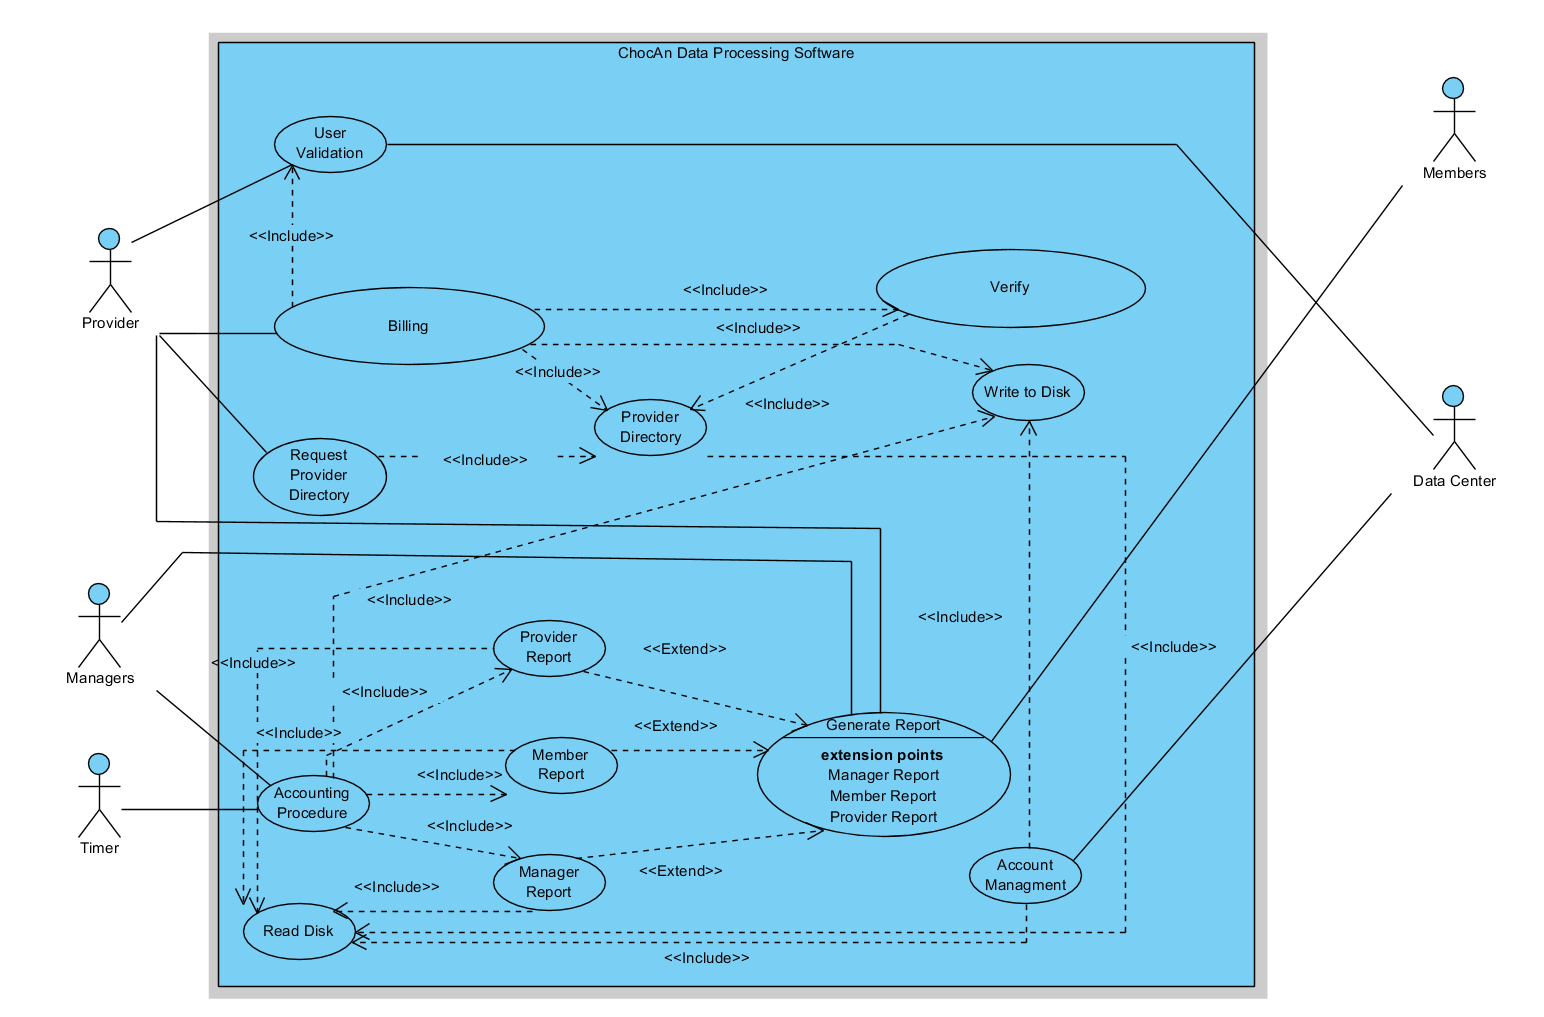 ChocAn Data Processing Software
User
Validation
Members
<<Include>>
Provider
<<Include>>
Verify
Billing
<<Include>>
<<Include>>
Write to Disk
<<Include>>
Provider
Directory
Request
Provider
Directory
<<Include>>
Data Center
<<Include>>
<<Include>>
Managers
Provider
Report
<<Extend>>
<<Include>>
<<Include>>
<<Include>>
<<Include>>
<<Extend>>
Generate Report
extension points
Manager Report
Member Report
Provider Report
Member
Report
<<Include>>
Accounting
Procedure
Timer
<<Include>>
<<Extend>>
Manager
Report
Account
Managment
<<Include>>
Read Disk
<<Include>>